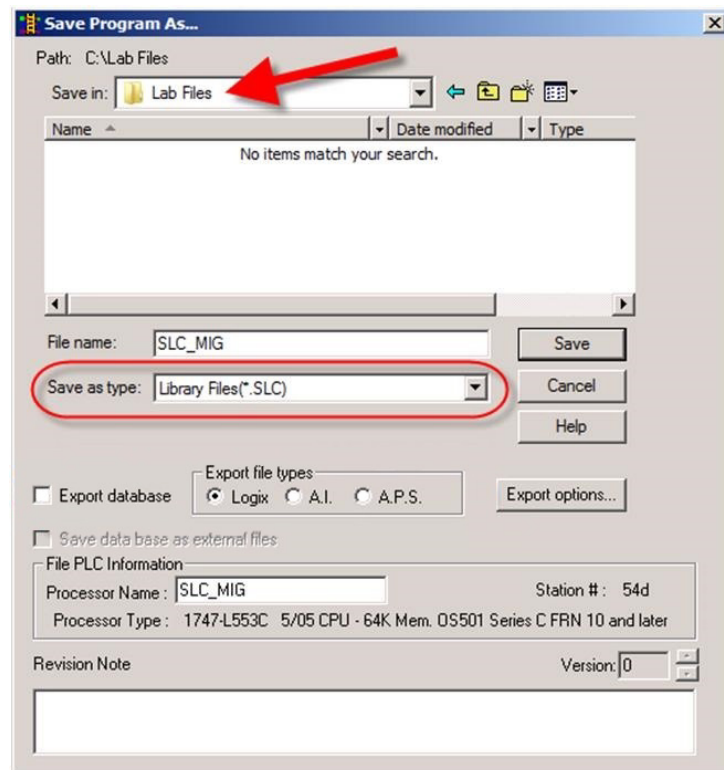 Save Program As...
Path: C:\Lab Files
Save in: Lab Files
Name Date modified Type
No items match your search.
File name: SLC_MIG Save
Save as type: Library Files(*.SLC) Cancel
Help
Export file types
Export database Logix A.I. A.P.S. Export options...
Save data base as external files
File PLC Information
Processor Name : SLC_MIG Station # : 54d
Processor Type : 1747-L553C 5/05 CPU - 64K Mem. OS501 Series C FRN 10 and later
Revision Note Version: 0